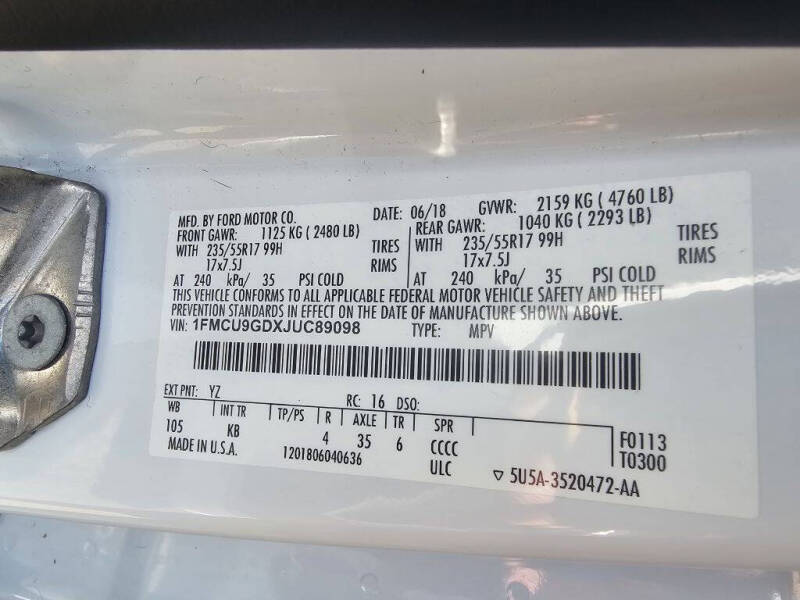 MFD. BY FORD MOTOR CO. DATE: 06/18 GVWR: 2159 KG ( 4760 LB)
FRONT GAWR: 1125 KG ( 2480 LB) REAR GAWR: 1040 KG ( 2293 LB)
WITH 235/55R17 99H TIRES WITH 235/55R17 99H TIRES
17x7.5J RIMS 17x7.5J RIMS
AT 240 kPa/ 35 PSI COLD AT 240 kPa/ 35 PSI COLD
THIS VEHICLE CONFORMS TO ALL APPLICABLE FEDERAL MOTOR VEHICLE SAFETY AND THEFT
PREVENTION STANDARDS IN EFFECT ON THE DATE OF MANUFACTURE SHOWN ABOVE.
VIN: 1FMCU9GDXJUC89098 TYPE: MPV
EXT PNT: YZ RC: 16 DSO:
WB INT TR TP/PS R AXLE TR SPR
105 KB 4 35 6 CCCC F0113
MADE IN U.S.A. 1201806040636 ULC T0300
▽ 5U5A-3520472-AA